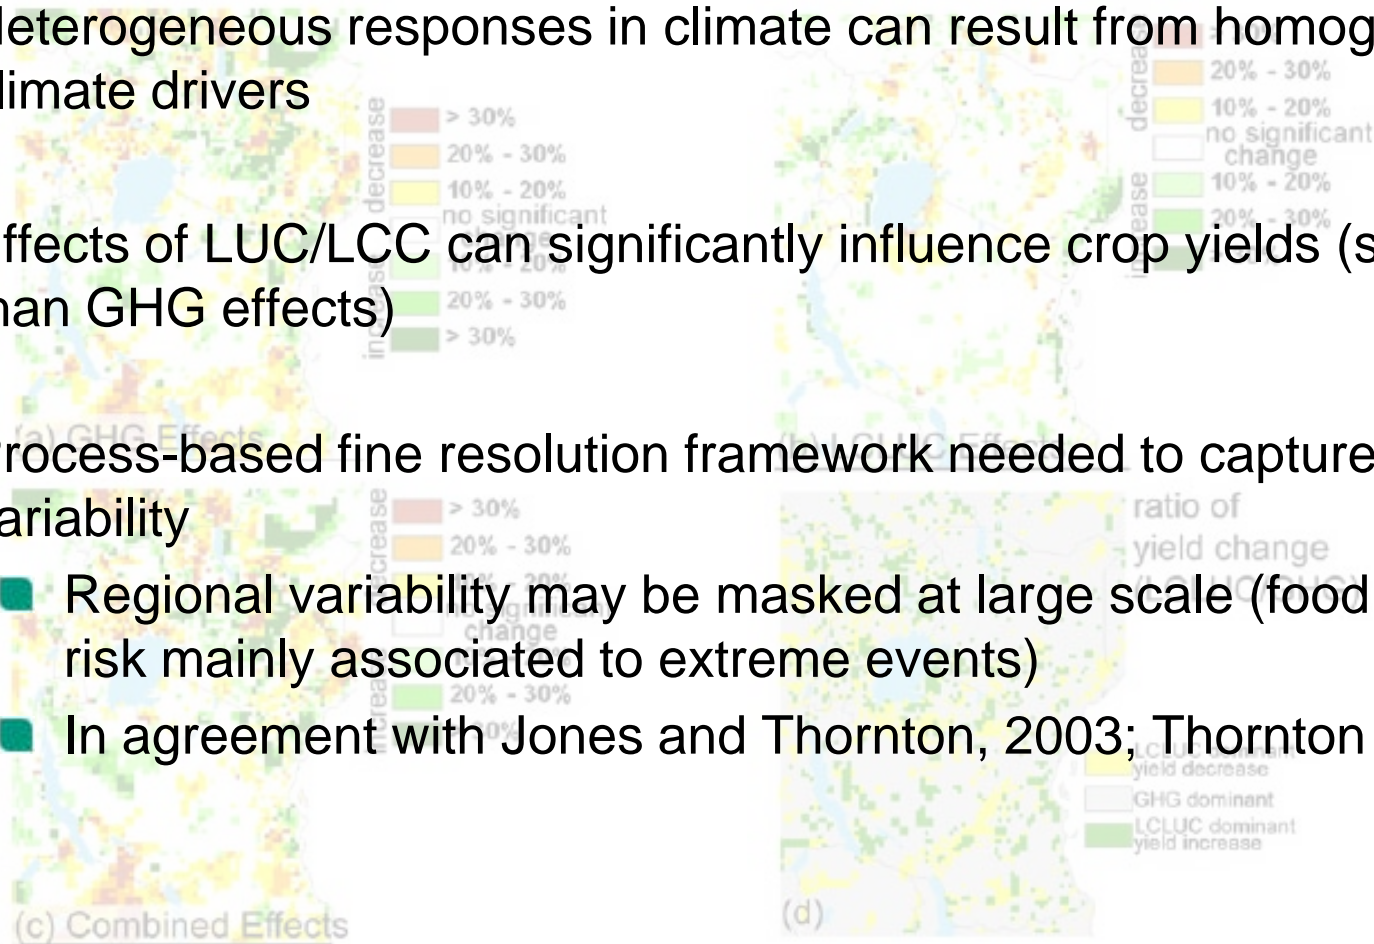 eterogeneous responses in climate can result from homog
limate drivers
ffects of LUC/LCC can significantly influence crop yields (s
han GHG effects)
rocess-based fine resolution framework needed to capture
ariability
Regional variability may be masked at large scale (food
risk mainly associated to extreme events)
In agreement with Jones and Thornton, 2003; Thornton
decrease
> 30%
20% - 30%
10% - 20%
no significant
increase
20% - 30%
> 30%
(a) GHG Effects
20% - 30%
10% - 20%
no significant
change
10% - 20%
20% - 30%
> 30%
20% - 30%
change
20% - 30%
(c) Combined Effects
ratio of
yield change
LCLUC dominant
yield decrease
GHG dominant
LCLUC dominant
yield increase
(d)